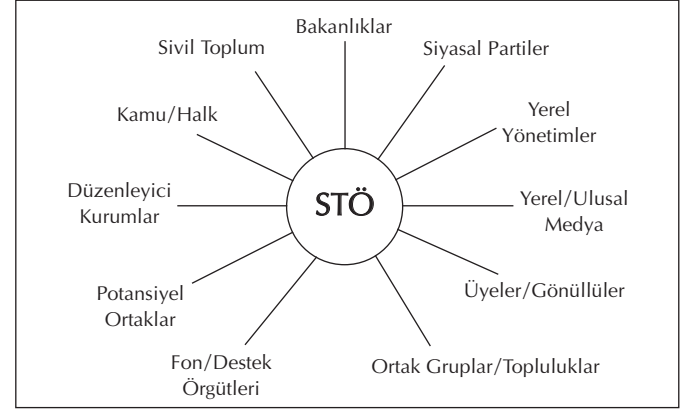 Bakanlıklar
Sivil Toplum
Siyasal Partiler
Kamu/Halk
Yerel
Yönetimler
Düzenleyici
Kurumlar
STÖ
Yerel/Ulusal
Medya
Potansiyel
Ortaklar
Üyeler/Gönüllüler
Fon/Destek
Örgütleri
Ortak Gruplar/Topluluklar